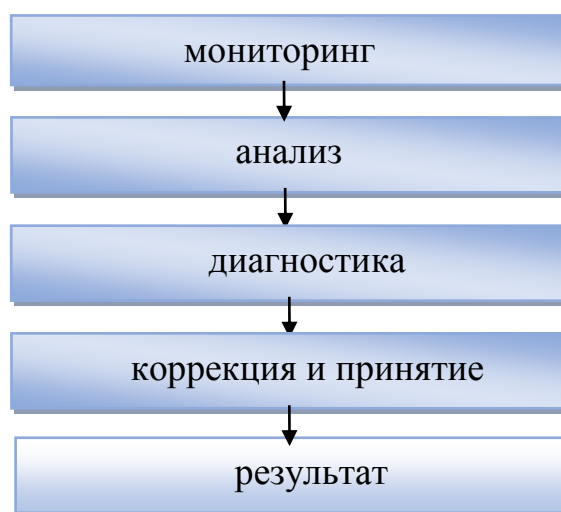 мониторинг
анализ
диагностика
коррекция и принятие
результат